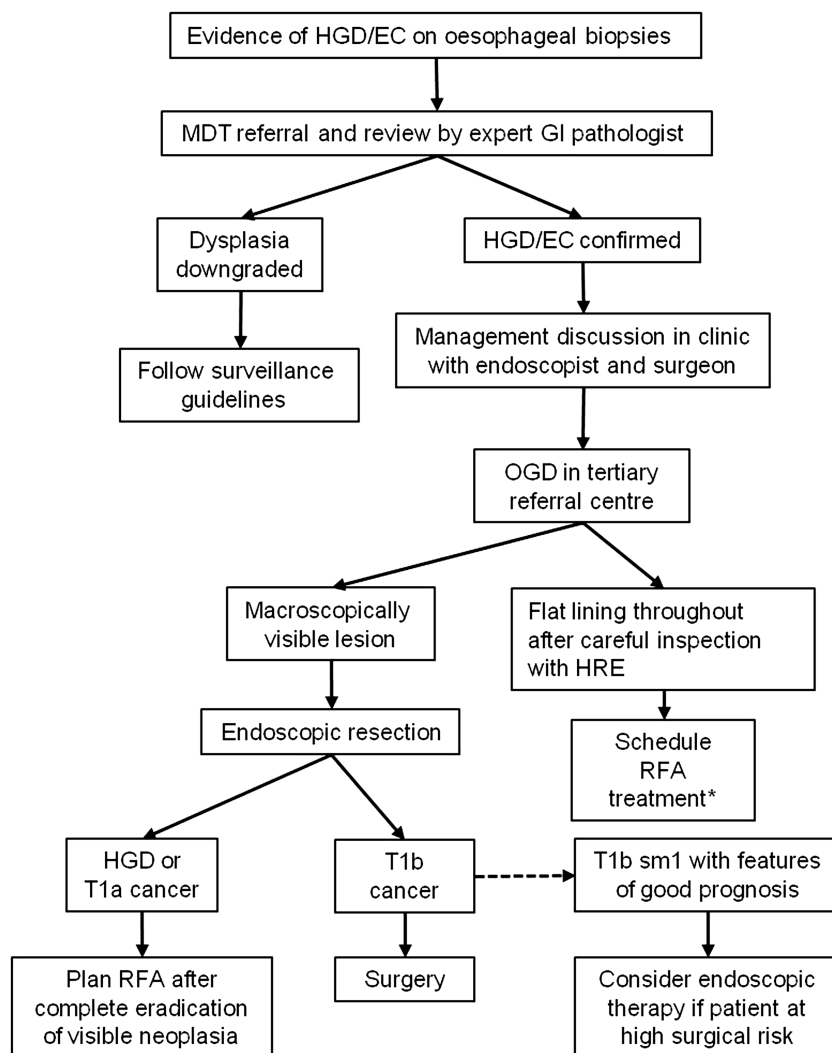 Evidence of HGD/EC on oesophageal biopsies
MDT referral and review by expert GI pathologist
Dysplasia
downgraded
HGD/EC confirmed
Follow surveillance
guidelines
Management discussion in clinic
with endoscopist and surgeon
OGD in tertiary
referral centre
Macroscopically
visible lesion
Flat lining throughout
after careful inspection
with HRE
Endoscopic resection
Schedule
RFA
treatment*
HGD or
T1a cancer
T1b
cancer
T1b sm1 with features
of good prognosis
Plan RFA after
complete eradication
of visible neoplasia
Surgery
Consider endoscopic
therapy if patient at
high surgical risk